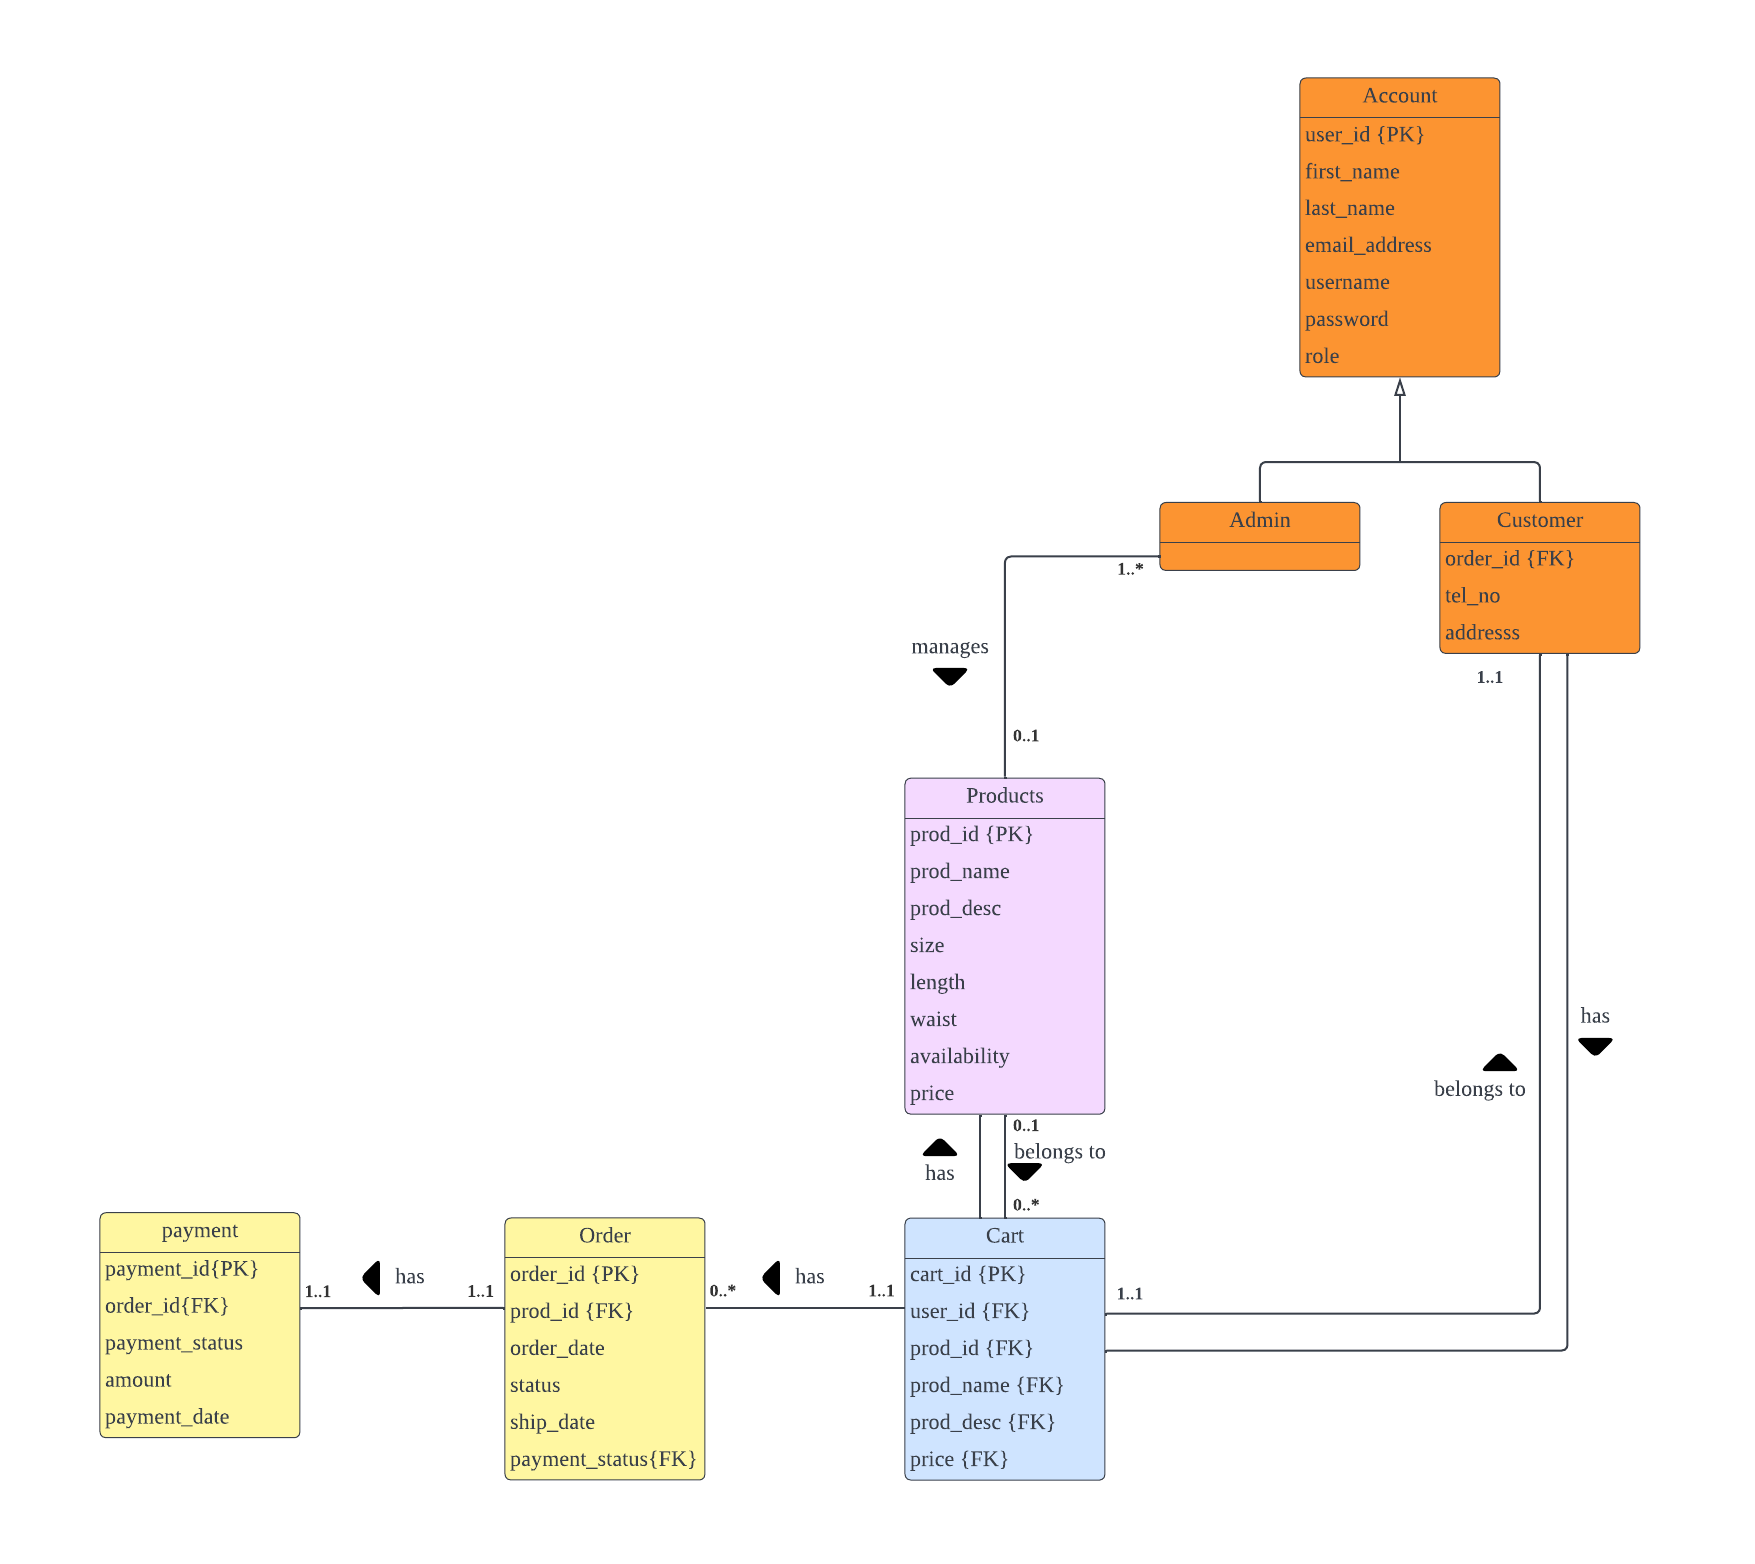 Account
user_id {PK}
first_name
last_name
email_address
username
password
role
Admin
Customer
order_id {FK}
tel_no
addresss
1..*
1..1
manages
0..1
Products
prod_id {PK}
prod_name
prod_desc
size
length
waist
availability
price
has
belongs to
0..1
belongs to
has
0..*
payment
payment_id{PK}
order_id{FK}
payment_status
amount
payment_date
1..1
has
1..1
Order
order_id {PK}
prod_id {FK}
order_date
status
ship_date
payment_status{FK}
0..*
has
1..1
Cart
cart_id {PK}
user_id {FK}
prod_id {FK}
prod_name {FK}
prod_desc {FK}
price {FK}
1..1